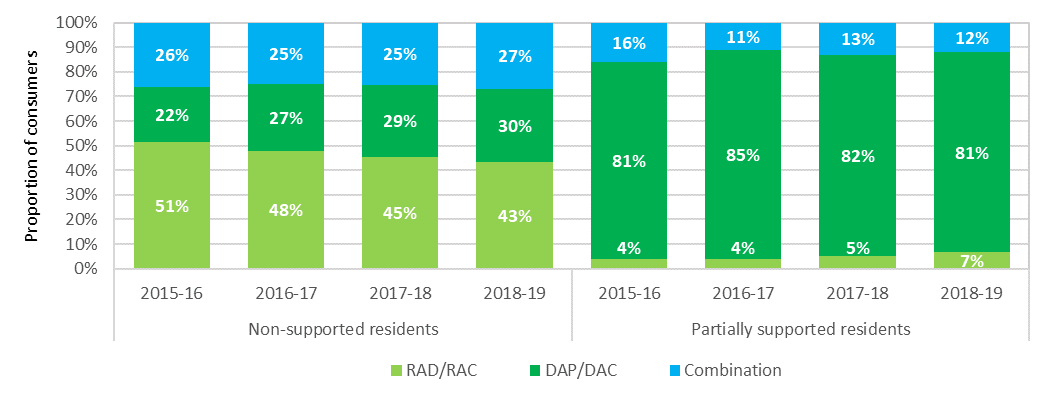 100%
90%
80%
70%
60%
50%
40%
30%
20%
10%
0%
Proportion of consumers
26% 25% 25% 27% 16% 11% 13% 12%
22% 27% 29% 30% 81% 85% 82% 81%
51% 48% 45% 43% 4% 4% 5% 7%
2015-16 2016-17 2017-18 2018-19 2015-16 2016-17 2017-18 2018-19
Non-supported residents Partially supported residents
RAD/RAC DAP/DAC Combination